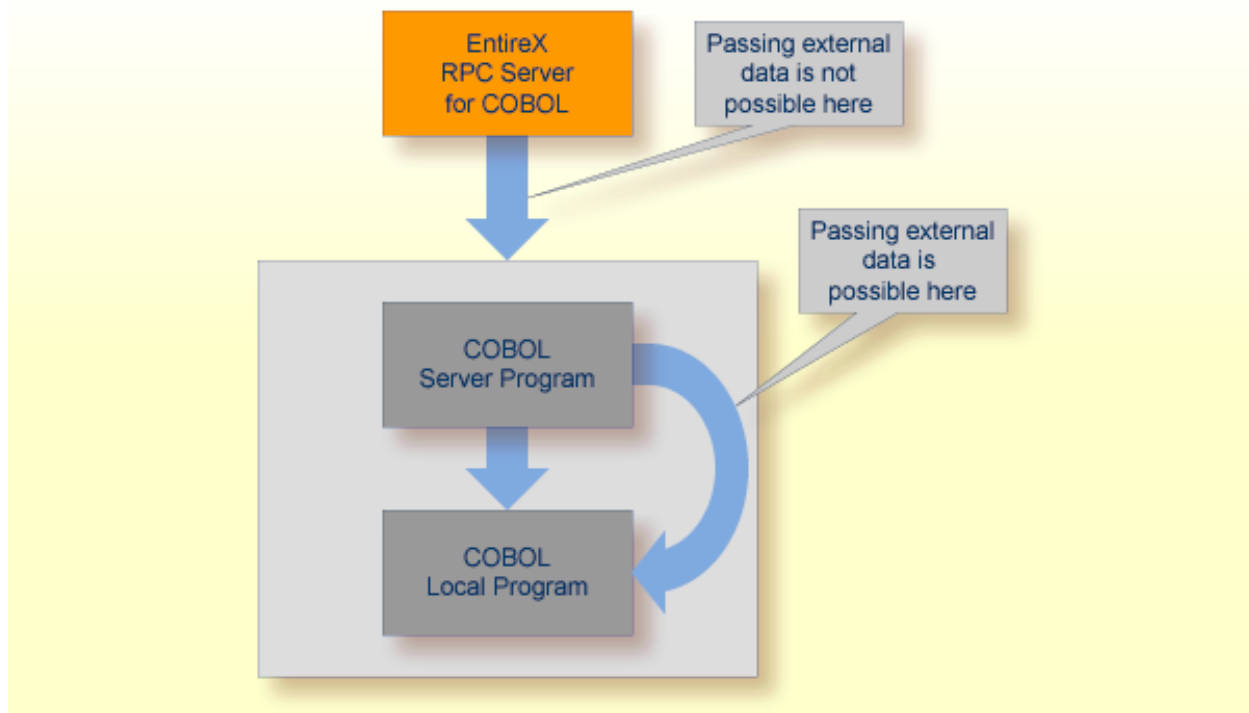 EntireX
RPC Server
for COBOL
Passing external
data is not
possible here
Passing external
data is
possible here
COBOL
Server Program
COBOL
Local Program